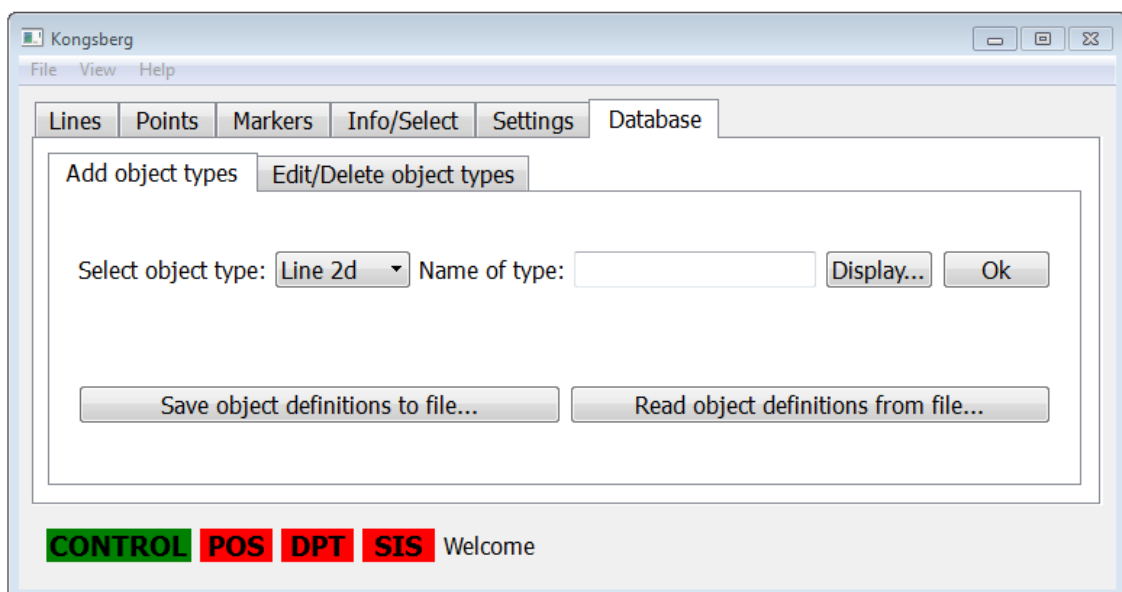 Kongsberg
File View Help
Lines Points Markers Info/Select Settings Database
Add object types Edit/Delete object types
Select object type: Line 2d Name of type: Display... Ok
Save object definitions to file... Read object definitions from file...
CONTROL POS DPT SIS Welcome